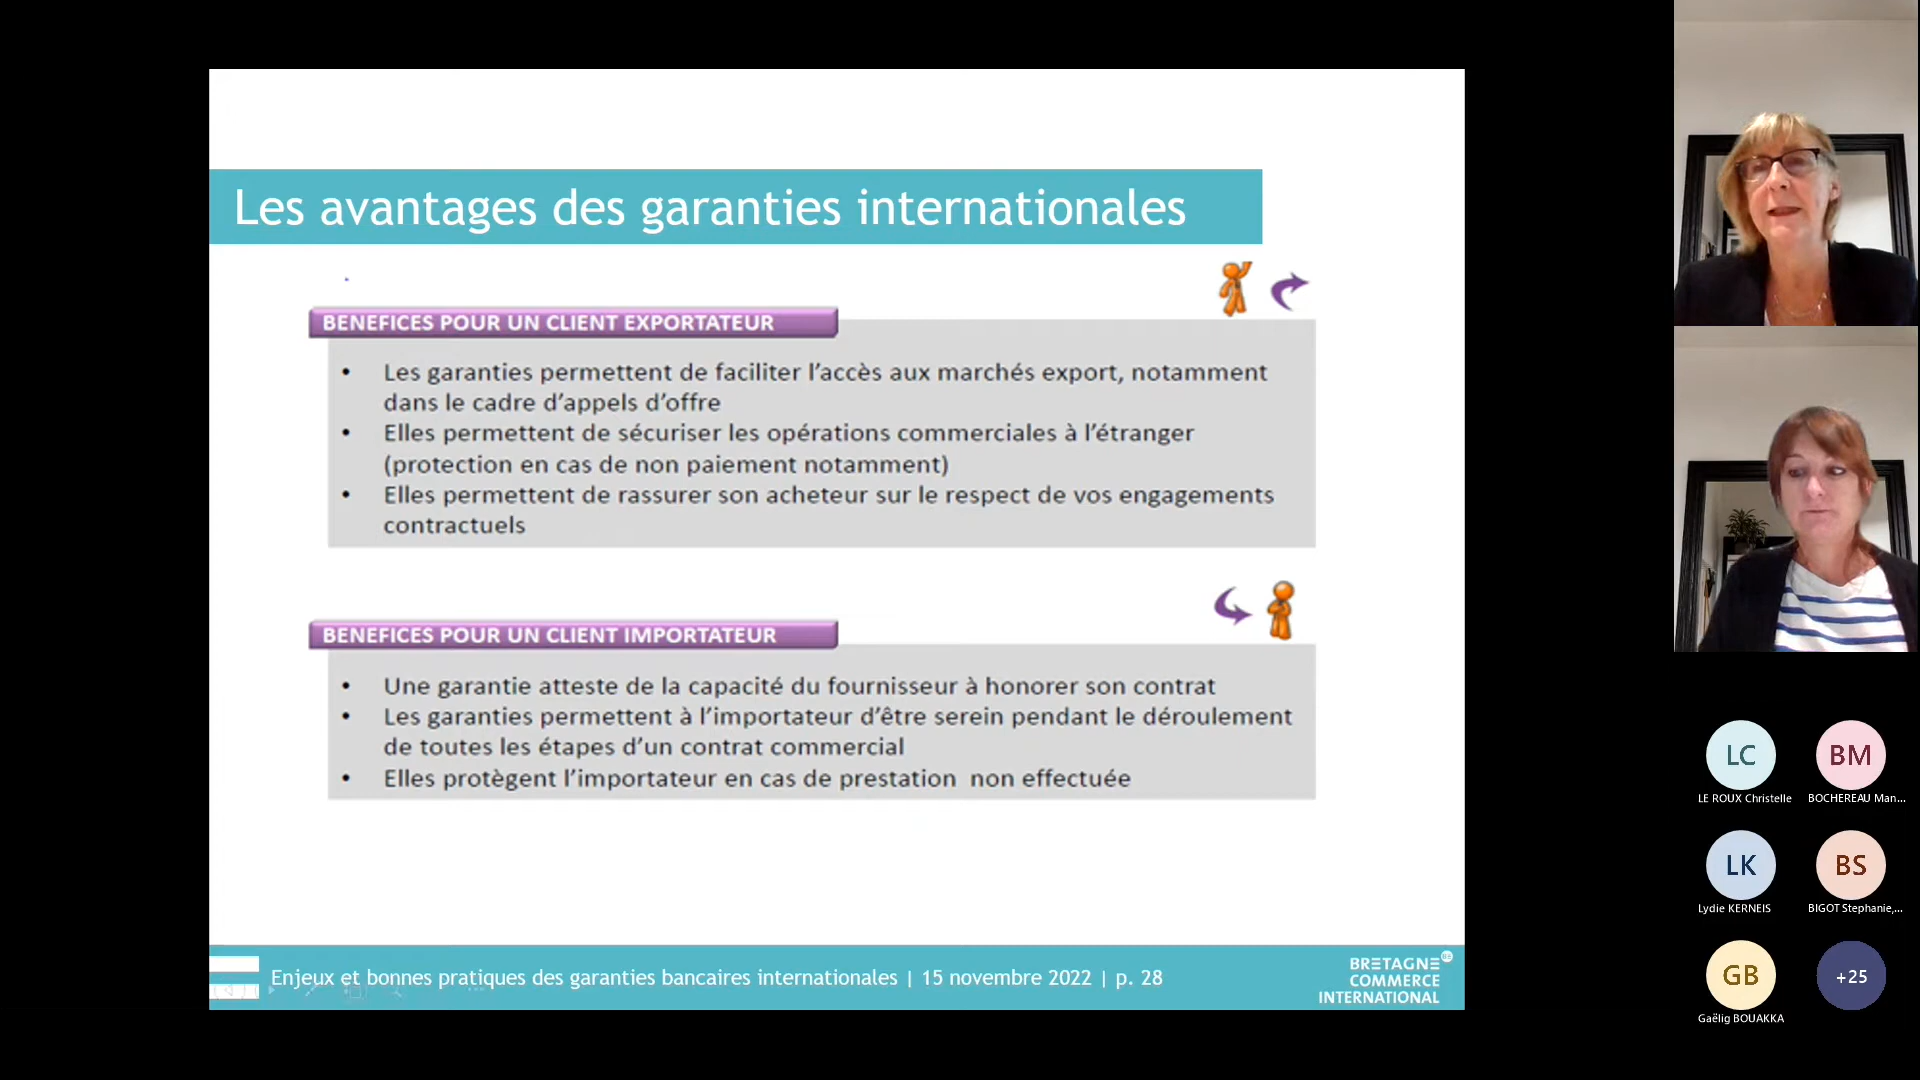 Les avantages des garanties internationales
BENEFICES POUR UN CLIENT EXPORTATEUR
• Les garanties permettent de faciliter l’accès aux marchés export, notamment
dans le cadre d’appels d’offre
• Elles permettent de sécuriser les opérations commerciales à l’étranger
(protection en cas de non paiement notamment)
• Elles permettent de rassurer son acheteur sur le respect de vos engagements
contractuels
BENEFICES POUR UN CLIENT IMPORTATEUR
• Une garantie atteste de la capacité du fournisseur à honorer son contrat
• Les garanties permettent à l’importateur d’être serein pendant le déroulement
de toutes les étapes d’un contrat commercial
• Elles protègent l’importateur en cas de prestation non effectuée
Enjeux et bonnes pratiques des garanties bancaires internationales | 15 novembre 2022 | p. 28
BRETAGNE
COMMERCE
INTERNATIONAL
LC
BM
LE ROUX Christelle
BOCHEREAU Man...
LK
BS
Lydie KERNEIS
BIGOT Stephanie,...
GB
+25
Gaëlig BOUAKKA